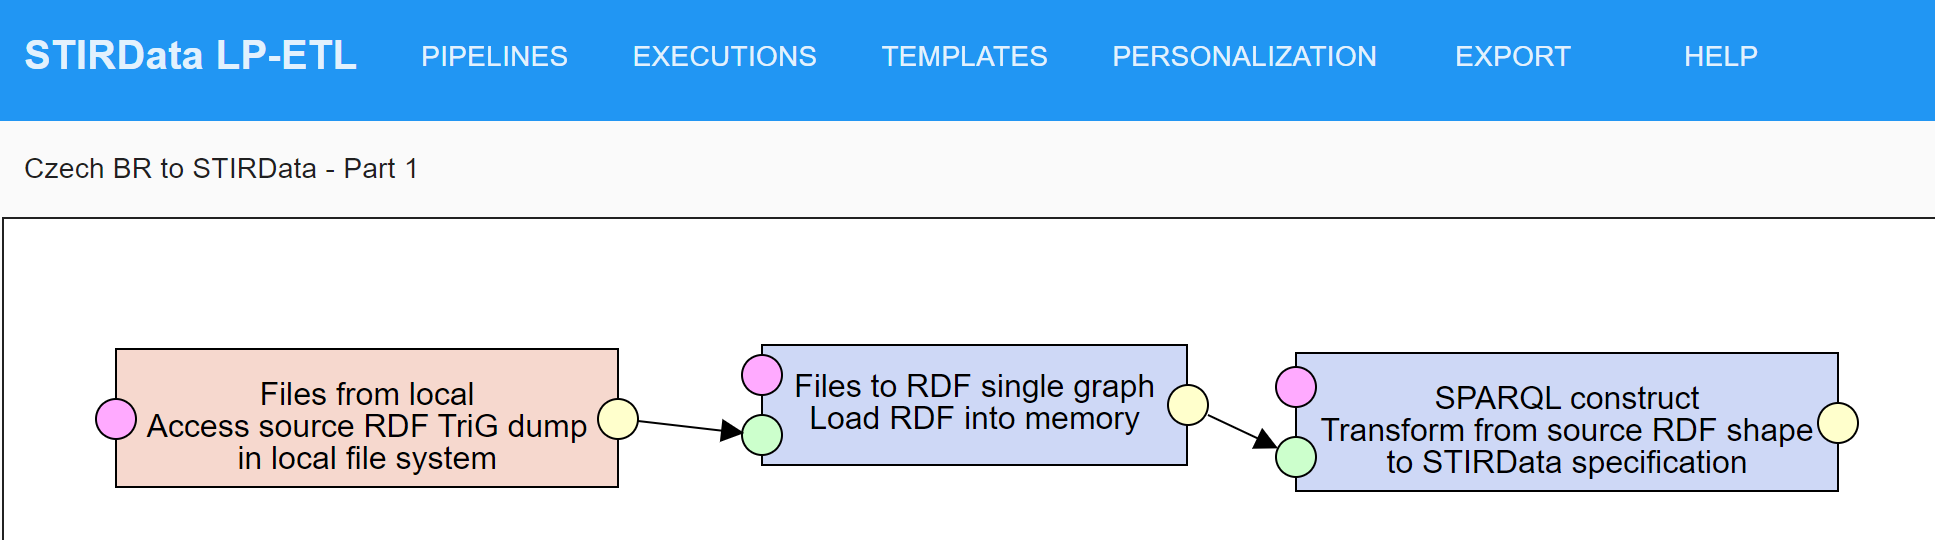 STIRData LP-ETL PIPELINES EXECUTIONS TEMPLATES PERSONALIZATION EXPORT HELP
Czech BR to STIRData - Part 1
Files from local
Access source RDF TriG dump
in local file system
Files to RDF single graph
Load RDF into memory
SPARQL construct
Transform from source RDF shape
to STIRData specification